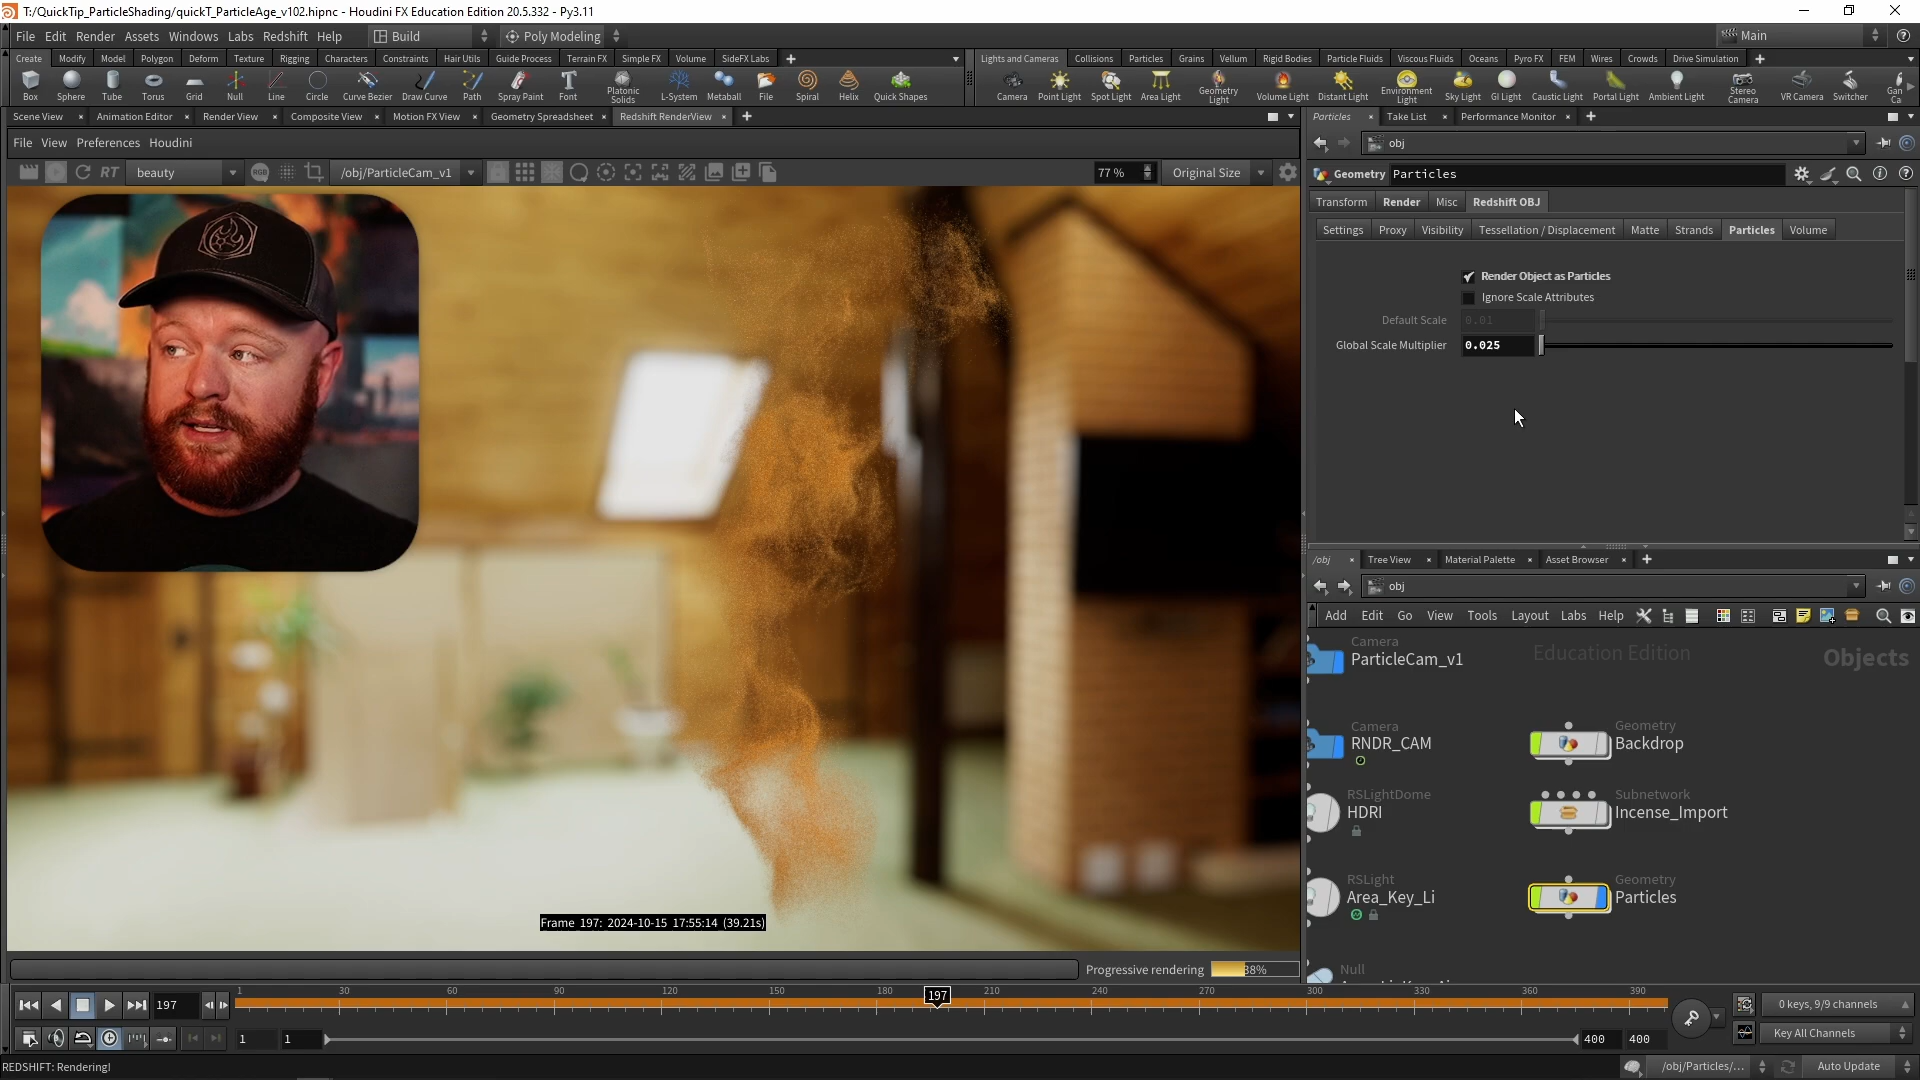 T:/QuickTip_ParticleShading/quickT_ParticleAge_v102.hipnc - Houdini FX Education Edition 20.5.332 - Py3.11
File Edit Render Assets Windows Labs Redshift Help Build Poly Modeling Main
Create Modify Model Polygon Deform Texture Rigging Characters Constraints Hair Utils Guide Process Terrain FX Simple FX Volume SideFX Labs
Lights and Cameras Collisions Particles Grains Vellum Rigid Bodies Particle Fluids Viscous Fluids Oceans Pyro FX FEM Wires Crowds Drive Simulation
Box Sphere Tube Torus Grid Null Line Circle Curve Bezier Draw Curve Path Spray Paint Font Platonic Solids L-System Metaball File Spiral Helix Quick Shapes
Camera Point Light Spot Light Area Light Geometry Light Volume Light Distant Light Environment Light Sky Light GI Light Caustic Light Portal Light Ambient Light Stereo Camera VR Camera Switcher Gan Ca
Scene View Animation Editor Render View Composite View Motion FX View Geometry Spreadsheet Redshift RenderView
Particles Take List Performance Monitor
File View Preferences Houdini
obj
RT beauty RGB /obj/ParticleCam_v1 77 % Original Size
Geometry Particles
Transform Render Misc Redshift OBJ
Settings Proxy Visibility Tessellation / Displacement Matte Strands Particles Volume
Render Object as Particles
Ignore Scale Attributes
Default Scale 0.01
Global Scale Multiplier 0.025
/obj Tree View Material Palette Asset Browser
obj
Add Edit Go View Tools Layout Labs Help
Education Edition
Objects
Camera
ParticleCam_v1
Camera
RNDR_CAM
Geometry
Backdrop
RSLightDome
HDRI
Subnetwork
Incense_Import
RSLight
Area_Key_Li
Geometry
Particles
Null
Frame 197: 2024-10-15 17:55:14 (39.21s)
Progressive rendering 38%
197
1 30 60 90 120 150 180 197 210 240 270 300 330 360 390
0 keys, 9/9 channels
1 1 400 400
Key All Channels
REDSHIFT: Rendering!
/obj/Particles/...
Auto Update